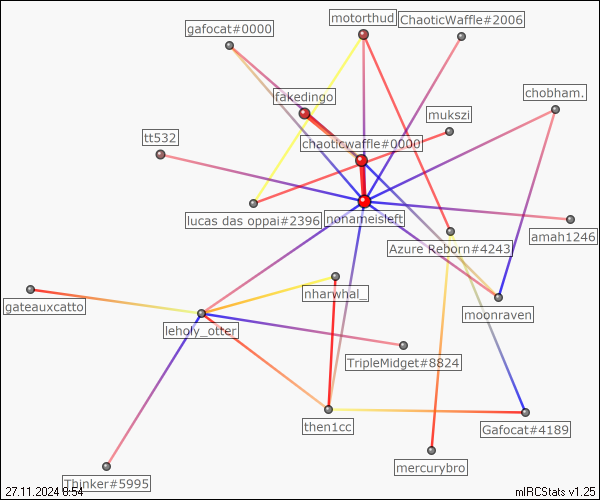 motorthud
ChaoticWaffle#2006
gafocat#0000
chobham.
fakedingo
mukszi
tt532
chaoticwaffle#0000
lucas das oppai#2396
nonameisleft
amah1246
Azure Reborn#4243
nharwhal_
gateauxcatto
moonraven
leholy_otter
TripleMidget#8824
then1cc
Gafocat#4189
mercurybro
Thinker#5995
27.11.2024 6:54
mIRCStats v1.25